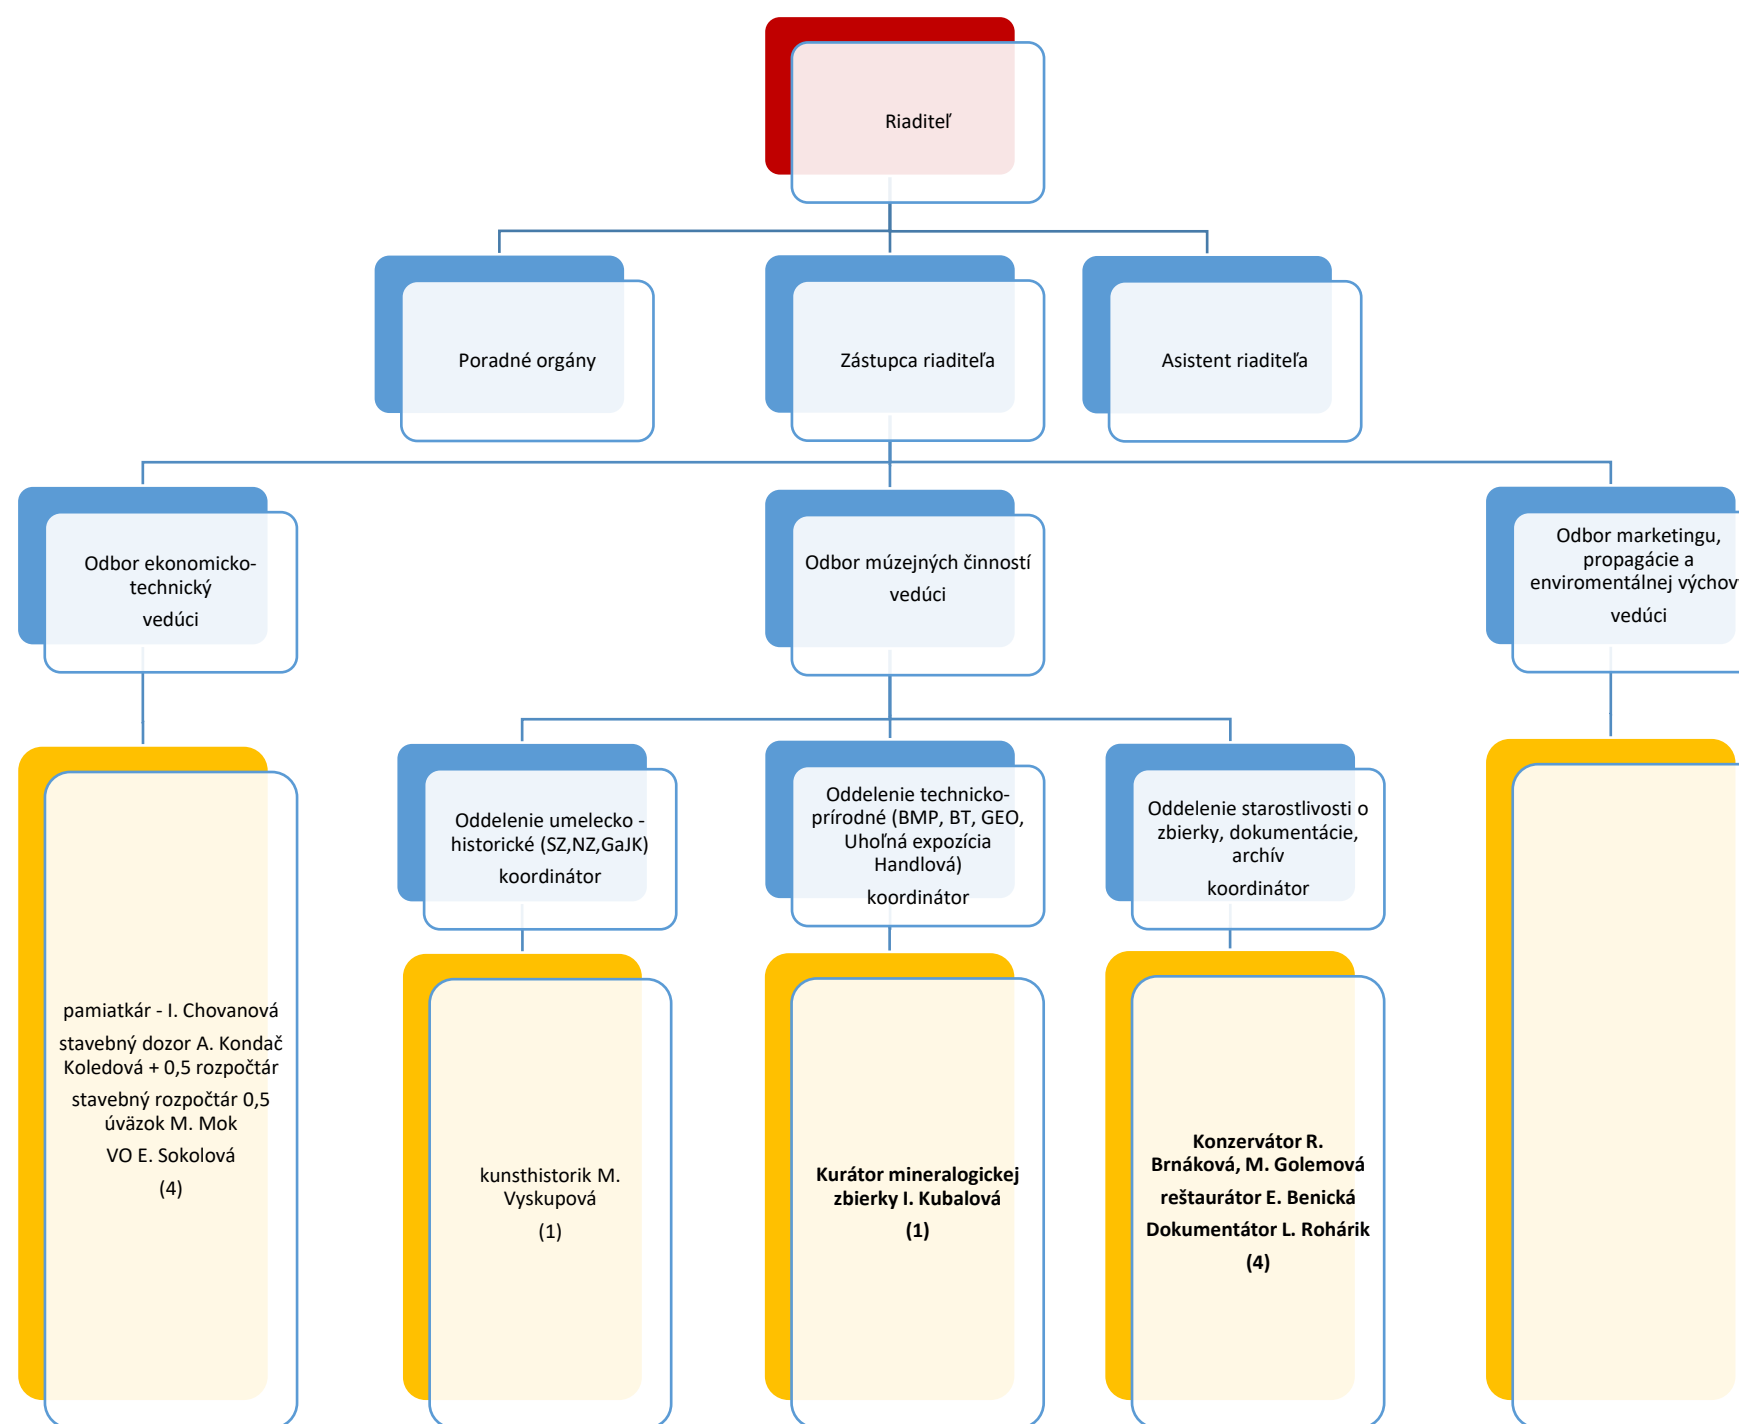 Riaditeľ
Poradné orgány
Zástupca riaditeľa
Asistent riaditeľa
Odbor ekonomicko-
technický
vedúci
Odbor múzejných činností
vedúci
Odbor marketingu,
propagácie a
enviromentálnej výchovy
vedúci
Oddelenie umelecko -
historické (SZ,NZ,GaJK)
koordinátor
Oddelenie technicko-
prírodné (BMP, BT, GEO,
Uhoľná expozícia
Handlová)
koordinátor
Oddelenie starostlivosti o
zbierky, dokumentácie,
archív
koordinátor
pamiatkár - I. Chovanová
stavebný dozor A. Kondač
Koledová + 0,5 rozpočtár
stavebný rozpočtár 0,5
úväzok M. Mok
VO E. Sokolová
(4)
kunsthistorik M.
Vyskupová
(1)
Kurátor mineralogickej
zbierky I. Kubalová
(1)
Konzervátor R.
Brnáková, M. Golemová
reštaurátor E. Benická
Dokumentátor L. Rohárik
(4)